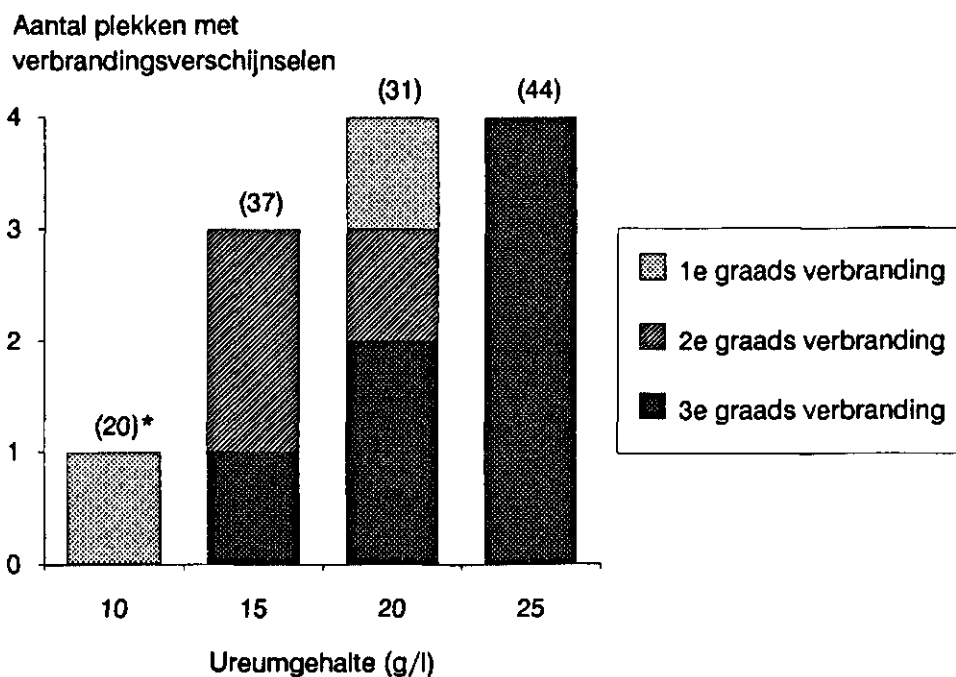 Aantal plekken met
verbrandingsverschijnselen
(31)
(44)
4
(37)
3
1e graads verbranding
2e graads verbranding
2
3e graads verbranding
(20)*
1
0
10
15
20
25
Ureumgehalte (g/l)